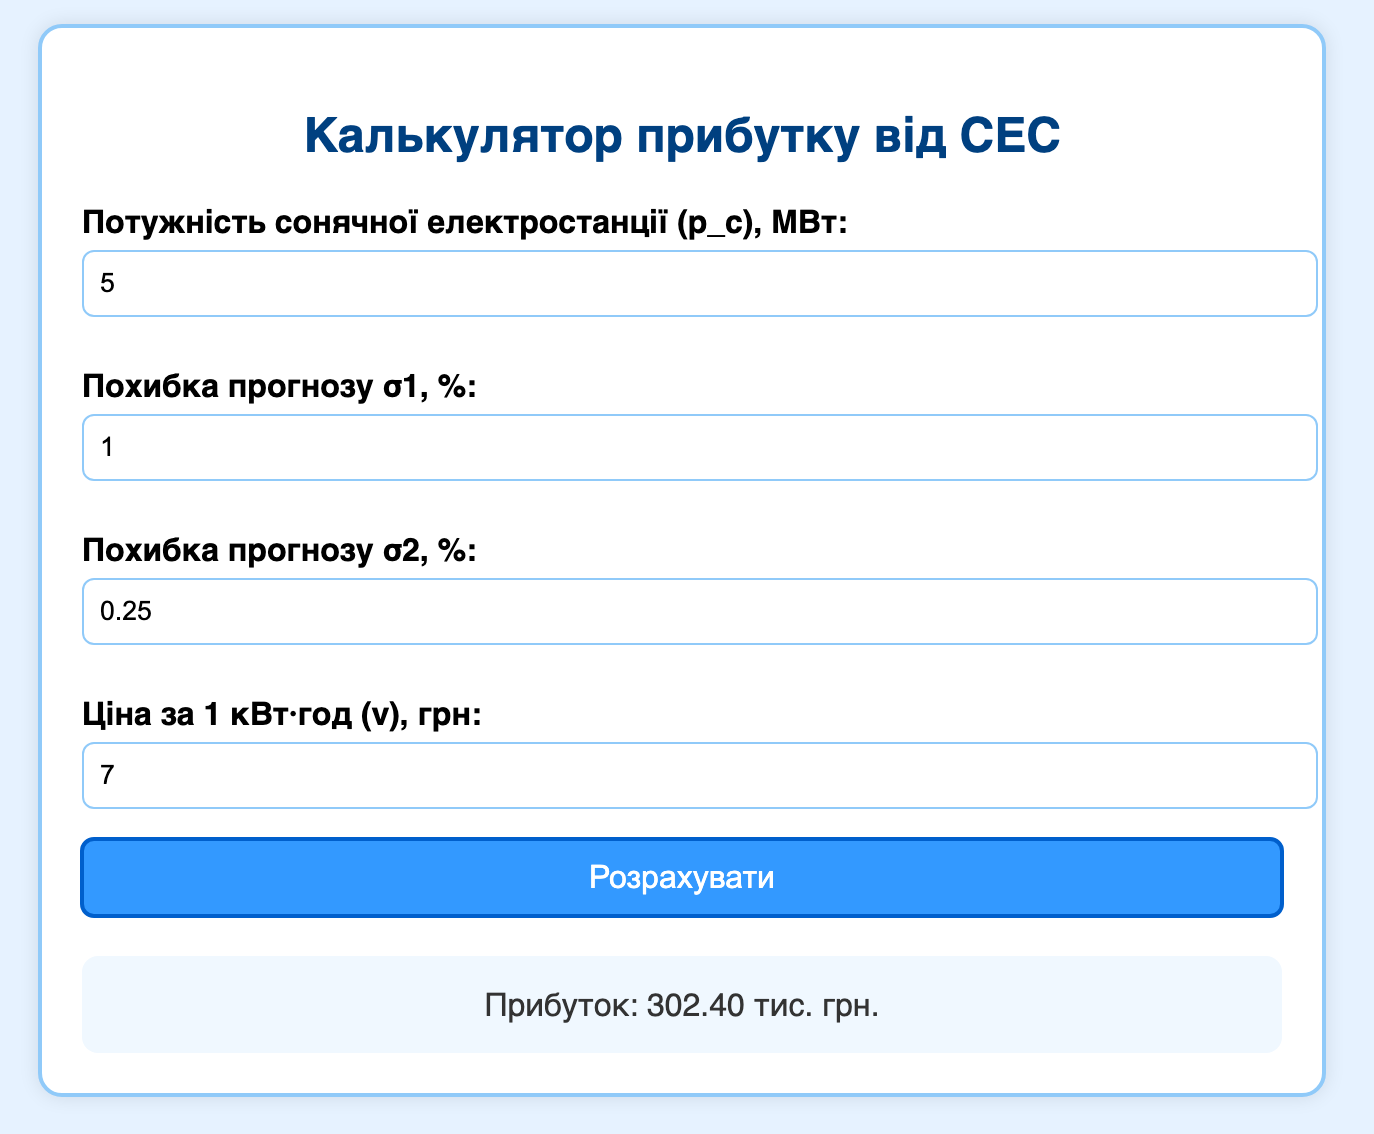 Калькулятор прибутку від СЕС
Потужність сонячної електростанції (p_c), МВт:
5
Похибка прогнозу σ1, %:
1
Похибка прогнозу σ2, %:
0.25
Ціна за 1 кВт·год (v), грн:
7
Розрахувати
Прибуток: 302.40 тис. грн.